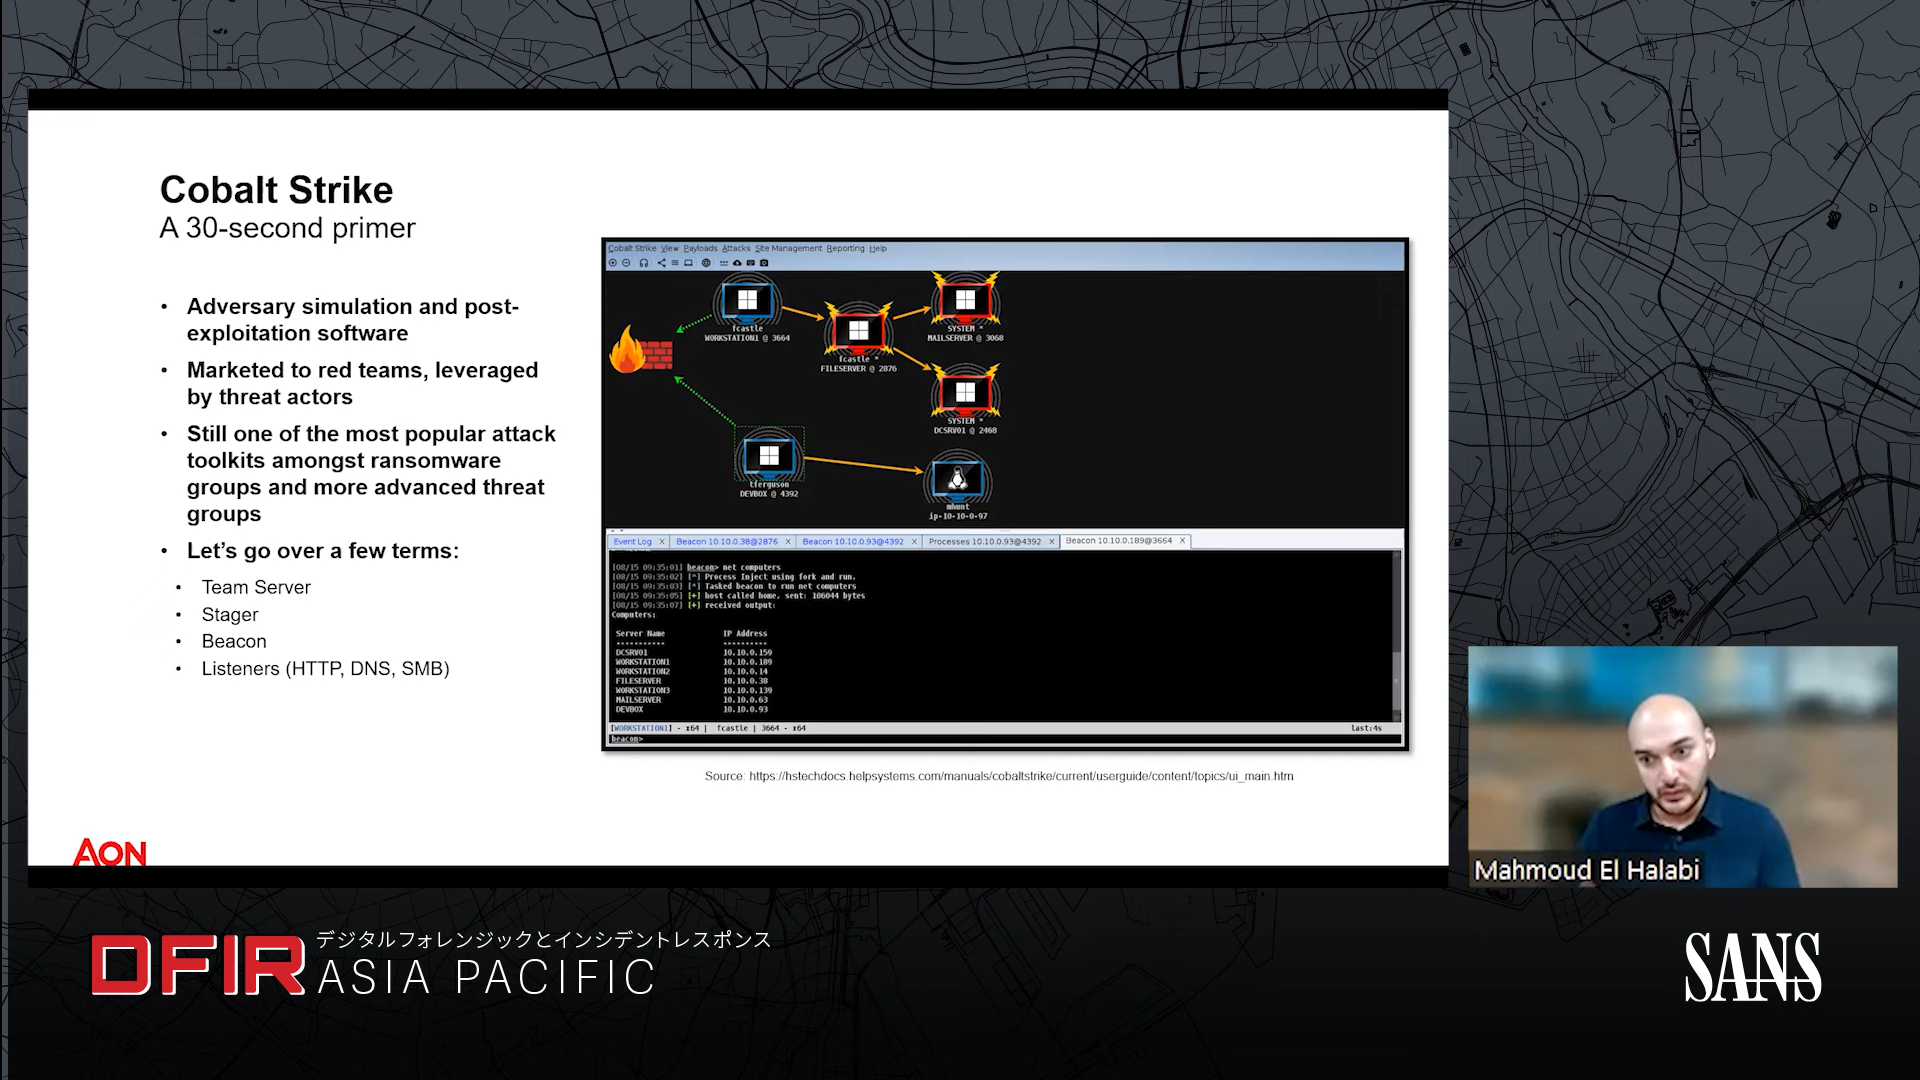 Cobalt Strike
A 30-second primer
• Adversary simulation and post-
exploitation software
• Marketed to red teams, leveraged
by threat actors
• Still one of the most popular attack
toolkits amongst ransomware
groups and more advanced threat
groups
• Let's go over a few terms:
• Team Server
• Stager
• Beacon
• Listeners (HTTP, DNS, SMB)
Cobalt Strike View Payloads Attacks Site Management Reporting Help
fcastle
WORKSTATION1 @ 3664
fcastle *
FILESERVER @ 2876
SYSTEM *
MAILSERVER @ 3068
SYSTEM *
DCSRV01 @ 2468
tferguson
DEVBOX @ 4392
mhunt
ip-10-10-0-97
Event Log X Beacon 10.10.0.38@2876 X Beacon 10.10.0.93@4392 X Processes 10.10.0.93@4392 X Beacon 10.10.0.189@3664 X
[08/15 09:35:01] beacon> net computers
[08/15 09:35:02] [*] Process Inject using fork and run.
[08/15 09:35:03] [*] Tasked beacon to run net computers
[08/15 09:35:05] [+] host called home, sent: 106044 bytes
[08/15 09:35:07] [+] received output:
Computers:
Server Name IP Address
----------- ----------
DCSRV01 10.10.0.159
WORKSTATION1 10.10.0.189
WORKSTATION2 10.10.0.14
FILESERVER 10.10.0.38
WORKSTATION3 10.10.0.139
MAILSERVER 10.10.0.63
DEVBOX 10.10.0.93
[WORKSTATION1] - x64 | fcastle | 3664 - x64 last:4s
beacon>
Source: https://hstechdocs.helpsystems.com/manuals/cobaltstrike/current/userguide/content/topics/ui_main.htm
AON
Mahmoud El Halabi
DFIR デジタルフォレンジックとインシデントレスポンス
ASIA PACIFIC
SANS